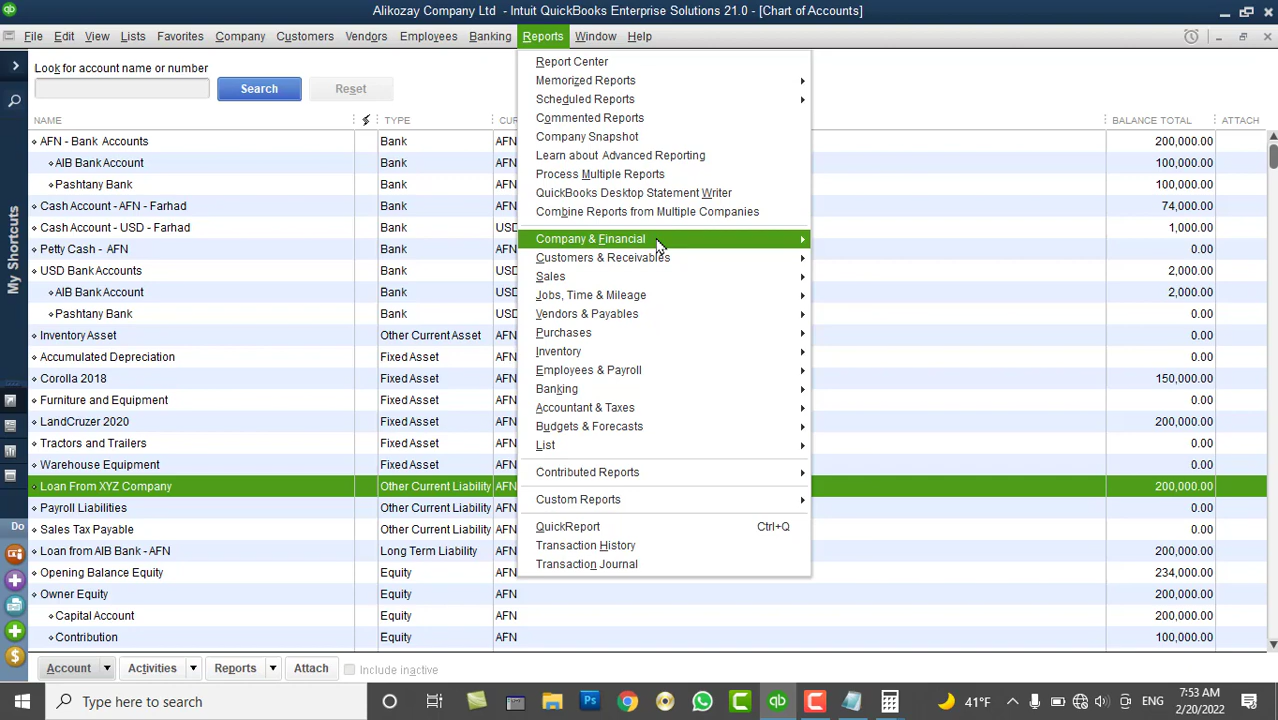 Alikozay Company Ltd - Intuit QuickBooks Enterprise Solutions 21.0 - [Chart of Accounts]
File Edit View Lists Favorites Company Customers Vendors Employees Banking Reports Window Help
Look for account name or number
Search Reset
NAME TYPE CUR BALANCE TOTAL ATTACH
AFN - Bank Accounts Bank AFN 200,000.00
AIB Bank Account Bank AFN 100,000.00
Pashtany Bank Bank AFN 100,000.00
Cash Account - AFN - Farhad Bank AFN 74,000.00
Cash Account - USD - Farhad Bank USD 1,000.00
Petty Cash - AFN Bank AFN 0.00
USD Bank Accounts Bank USD 2,000.00
AIB Bank Account Bank USD 2,000.00
Pashtany Bank Bank USD 0.00
Inventory Asset Other Current Asset AFN 0.00
Accumulated Depreciation Fixed Asset AFN 0.00
Corolla 2018 Fixed Asset AFN 150,000.00
Furniture and Equipment Fixed Asset AFN 0.00
LandCruzer 2020 Fixed Asset AFN 200,000.00
Tractors and Trailers Fixed Asset AFN 0.00
Warehouse Equipment Fixed Asset AFN 0.00
Loan From XYZ Company Other Current Liability AFN 200,000.00
Payroll Liabilities Other Current Liability AFN 0.00
Sales Tax Payable Other Current Liability AFN 0.00
Loan from AIB Bank - AFN Long Term Liability AFN 200,000.00
Opening Balance Equity Equity AFN 234,000.00
Owner Equity Equity AFN 200,000.00
Capital Account Equity AFN 200,000.00
Contribution Equity AFN 100,000.00
Report Center
Memorized Reports
Scheduled Reports
Commented Reports
Company Snapshot
Learn about Advanced Reporting
Process Multiple Reports
QuickBooks Desktop Statement Writer
Combine Reports from Multiple Companies
Company & Financial
Customers & Receivables
Sales
Jobs, Time & Mileage
Vendors & Payables
Purchases
Inventory
Employees & Payroll
Banking
Accountant & Taxes
Budgets & Forecasts
List
Contributed Reports
Custom Reports
QuickReport Ctrl+Q
Transaction History
Transaction Journal
My Shortcuts
Do
Account Activities Reports Attach Include inactive
Type here to search
Ps
qb
41°F
ENG
7:53 AM
2/20/2022